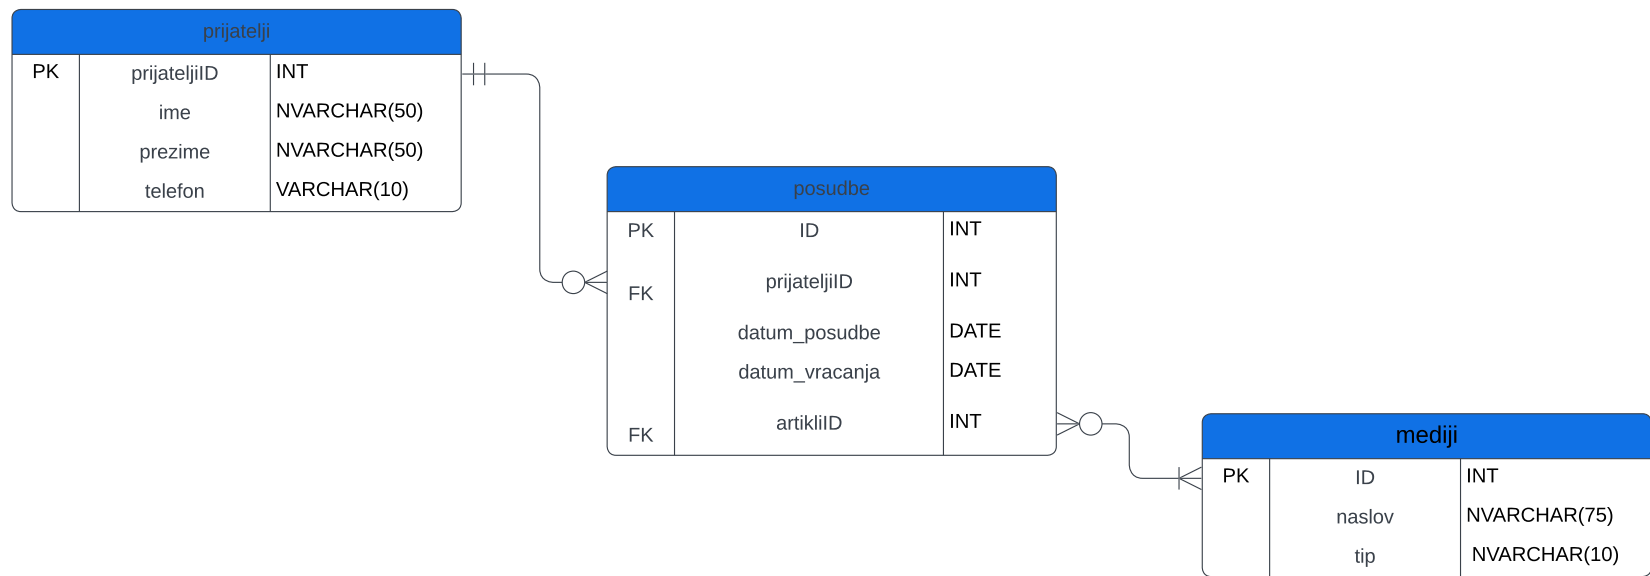 prijatelji
PK prijateljiID INT
ime NVARCHAR(50)
prezime NVARCHAR(50)
telefon VARCHAR(10)
posudbe
PK ID INT
FK prijateljiID INT
datum_posudbe DATE
datum_vracanja DATE
FK artikliID INT
mediji
PK ID INT
naslov NVARCHAR(75)
tip NVARCHAR(10)